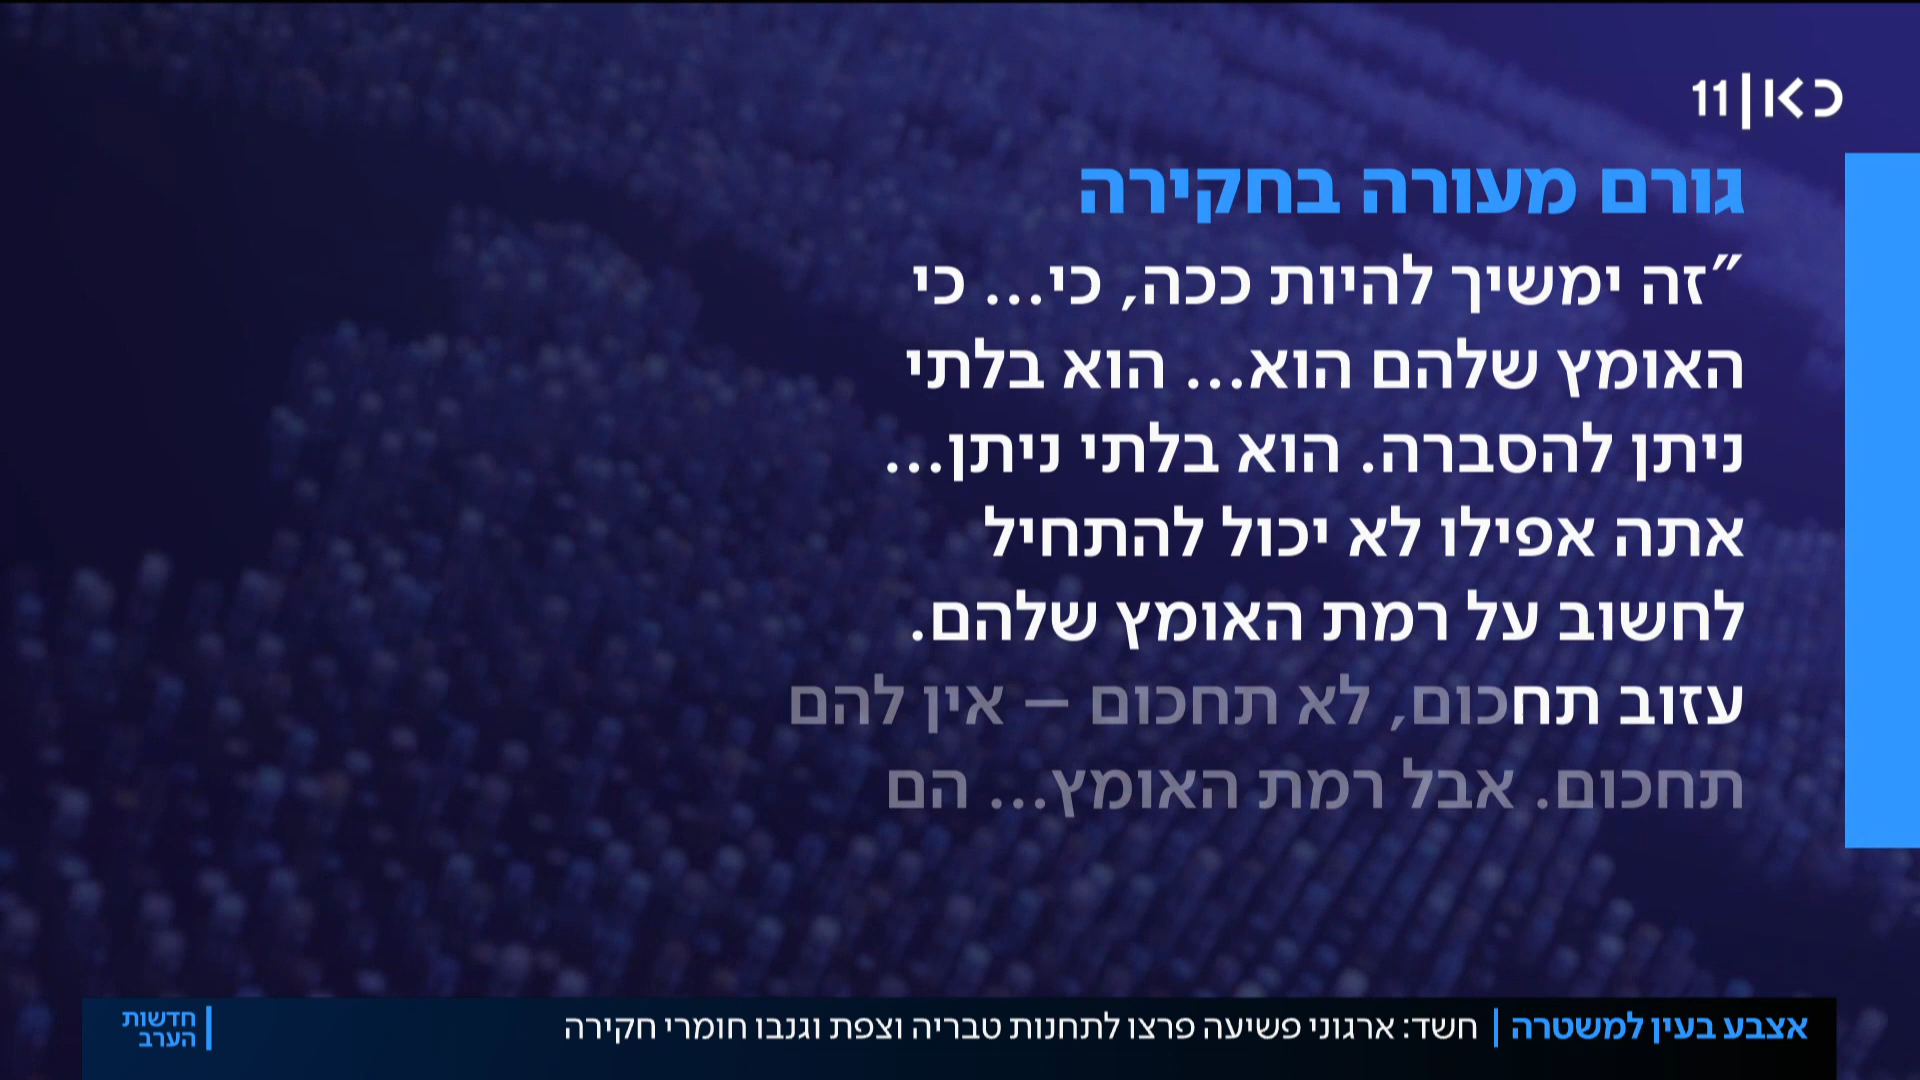 כאן 11
גורם מעורה בחקירה
"זה ימשיך להיות ככה, כי... כי
האומץ שלהם הוא... הוא בלתי
ניתן להסברה. הוא בלתי ניתן...
אתה אפילו לא יכול להתחיל
לחשוב על רמת האומץ שלהם.
עזוב תחכום, לא תחכום – אין להם
תחכום. אבל רמת האומץ... הם
אצבע בעין למשטרה | חשד: ארגוני פשיעה פרצו לתחנות טבריה וצפת וגנבו חומרי חקירה
חדשות
הערב